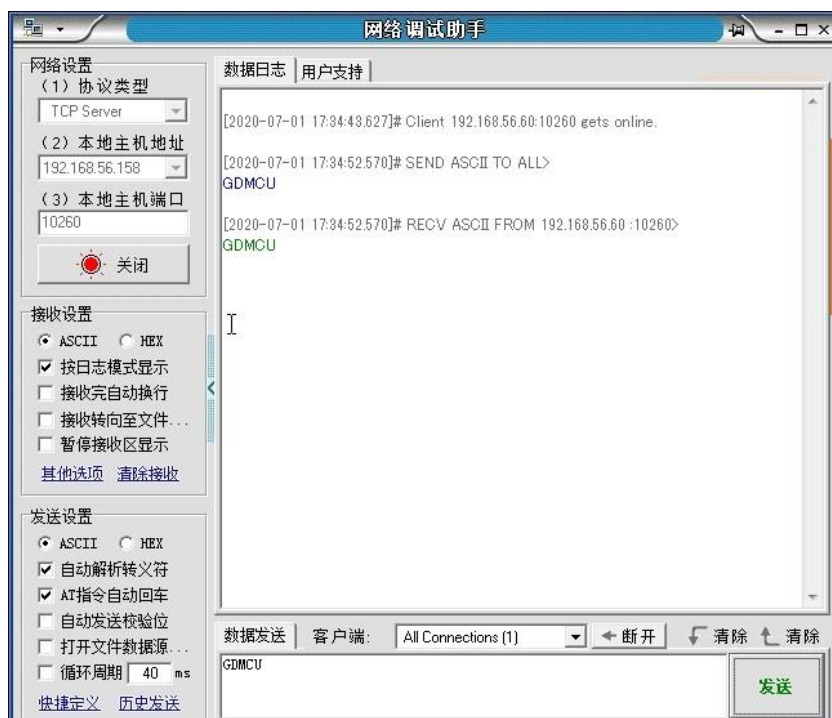 网络调试助手
网络设置
（1）协议类型
TCP Server
（2）本地主机地址
192.168.56.158
（3）本地主机端口
10260
关闭
接收设置
ASCII HEX
按日志模式显示
接收完自动换行
接收转向至文件...
暂停接收区显示
其他选项 清除接收
发送设置
ASCII HEX
自动解析转义符
AT指令自动回车
自动发送校验位
打开文件数据源...
循环周期 40 ms
快捷定义 历史发送
数据日志 用户支持
[2020-07-01 17:34:43.627]# Client 192.168.56.60:10260 gets online.
[2020-07-01 17:34:52.570]# SEND ASCII TO ALL>
GDMCU
[2020-07-01 17:34:52.570]# RECV ASCII FROM 192.168.56.60 :10260>
GDMCU
数据发送 客户端: All Connections (1) 断开 清除 清除
GDMCU
发送